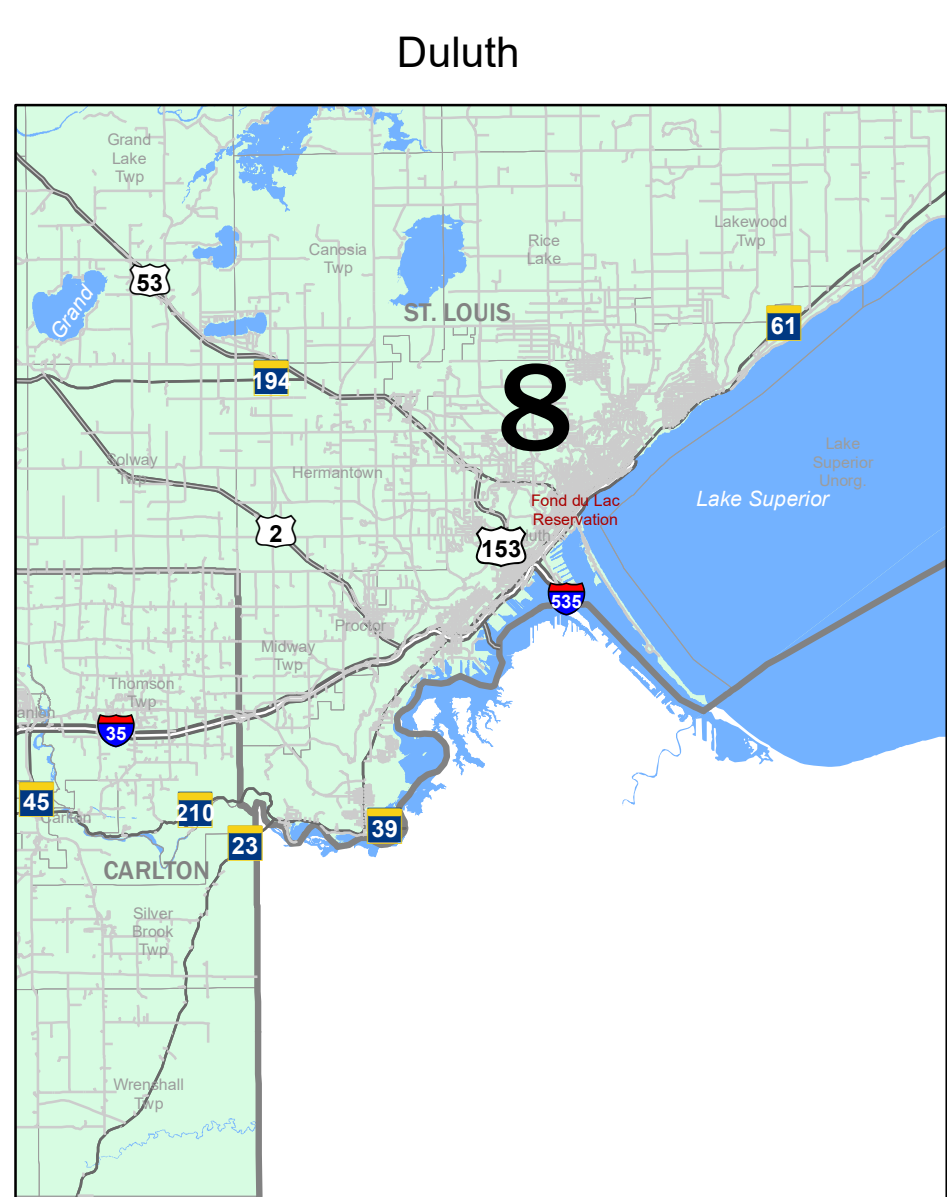 Duluth
Grand
Lake
Twp
Lakewood
Twp
Canosia
Twp
Rice
Lake
53
Grand
ST. LOUIS
61
194
8
Lake
Superior
Unorg.
Solway
Twp
Hermantown
Lake Superior
Fond du Lac
Reservation
2
153
535
Proctor
Midway
Twp
Thomson
Twp
35
45
210
Carlton
39
23
CARLTON
Silver
Brook
Twp
Wrenshall
Twp